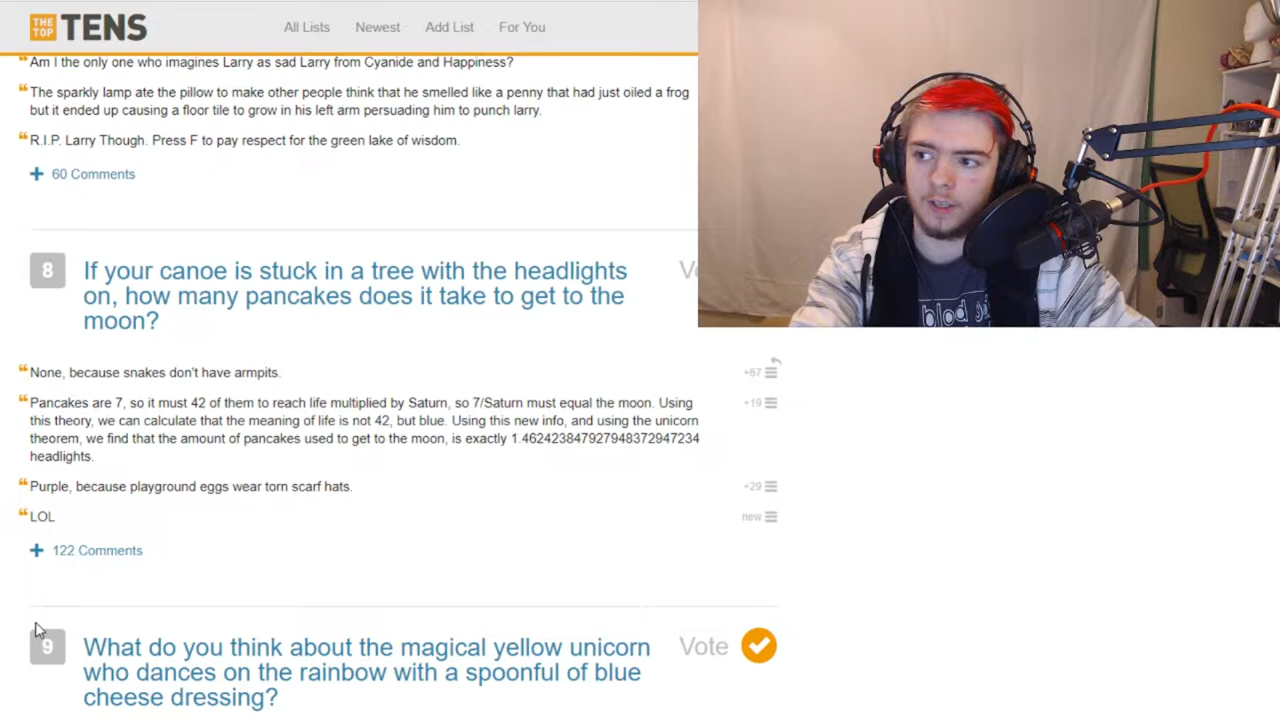 THE TOP TENS
All Lists Newest Add List For You
Am I the only one who imagines Larry as sad Larry from Cyanide and Happiness?
The sparkly lamp ate the pillow to make other people think that he smelled like a penny that had just oiled a frog
but it ended up causing a floor tile to grow in his left arm persuading him to punch larry.
R.I.P. Larry Though. Press F to pay respect for the green lake of wisdom.
+ 60 Comments
8 If your canoe is stuck in a tree with the headlights
on, how many pancakes does it take to get to the
moon?
None, because snakes don't have armpits. +67
Pancakes are 7, so it must 42 of them to reach life multiplied by Saturn, so 7/Saturn must equal the moon. Using +19
this theory, we can calculate that the meaning of life is not 42, but blue. Using this new info, and using the unicorn
theorem, we find that the amount of pancakes used to get to the moon, is exactly 1.462423847927948372947234
headlights.
Purple, because playground eggs wear torn scarf hats. +29
LOL new
+ 122 Comments
9 What do you think about the magical yellow unicorn Vote
who dances on the rainbow with a spoonful of blue
cheese dressing?